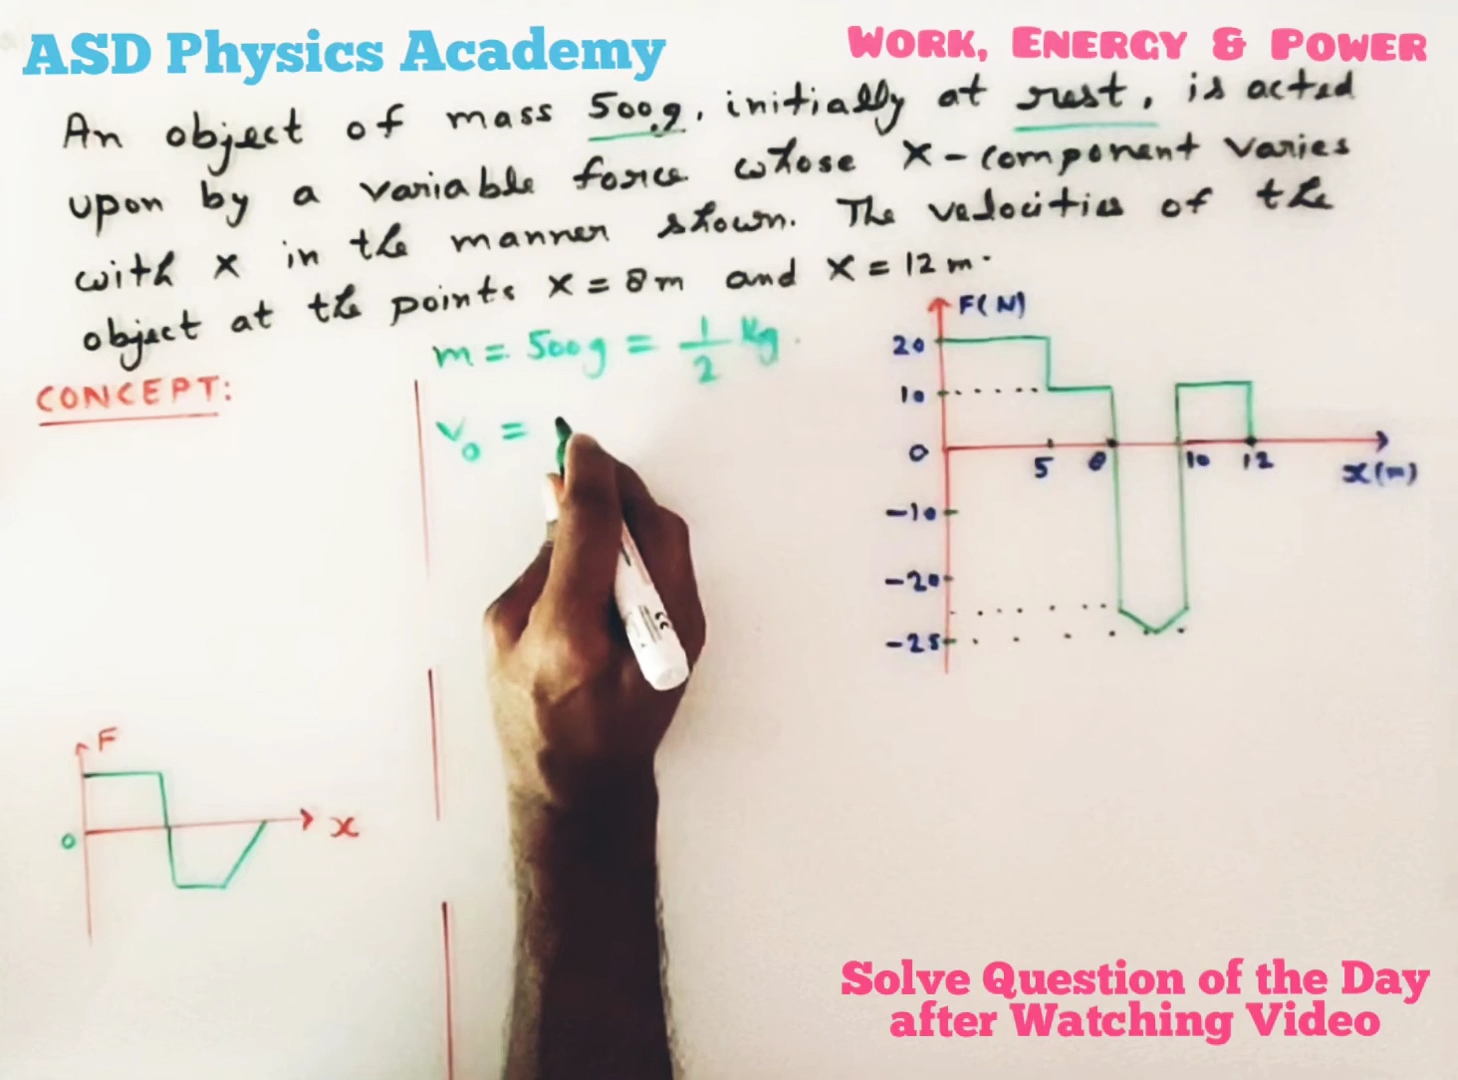 ASD Physics Academy
WORK, ENERGY & POWER
An object of mass 500g, initially at rest, is acted
upon by a variable force whose X-component varies
with X in the manner shown. The velocities of the
object at the points X = 8m and X = 12m.
CONCEPT:
m = 500g = 1/2 kg.
V₀ =
F(N)
20
10
0
-10
-20
-25
5 8 10 12
x(m)
F
0
x
Solve Question of the Day
after Watching Video